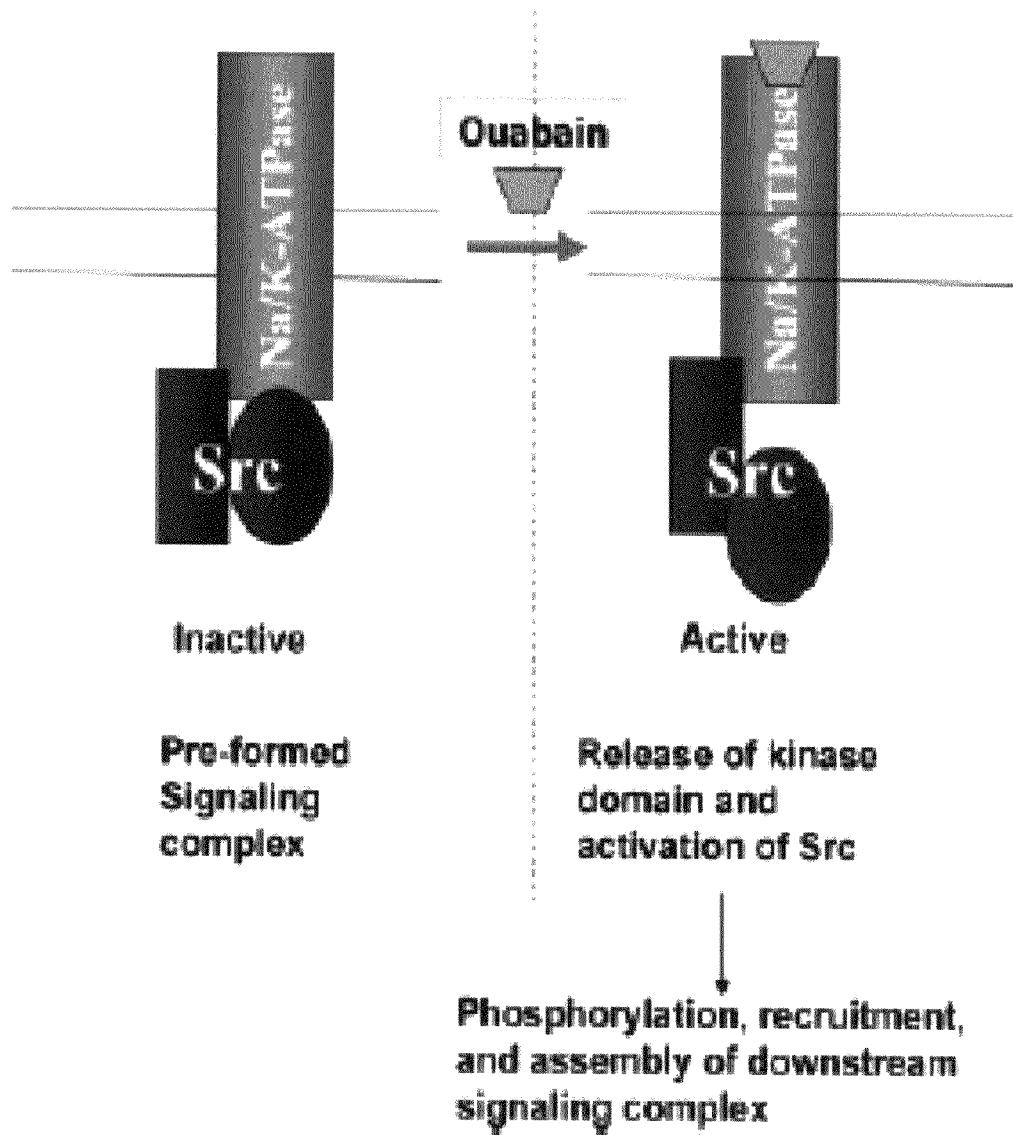 Na/K-ATPase
Src
Inactive
Pre-formed
Signaling
complex
Ouabain
Na/K-ATPase
Src
Active
Release of kinase
domain and
activation of Src
Phosphorylation, recruitment,
and assembly of downstream
signaling complex